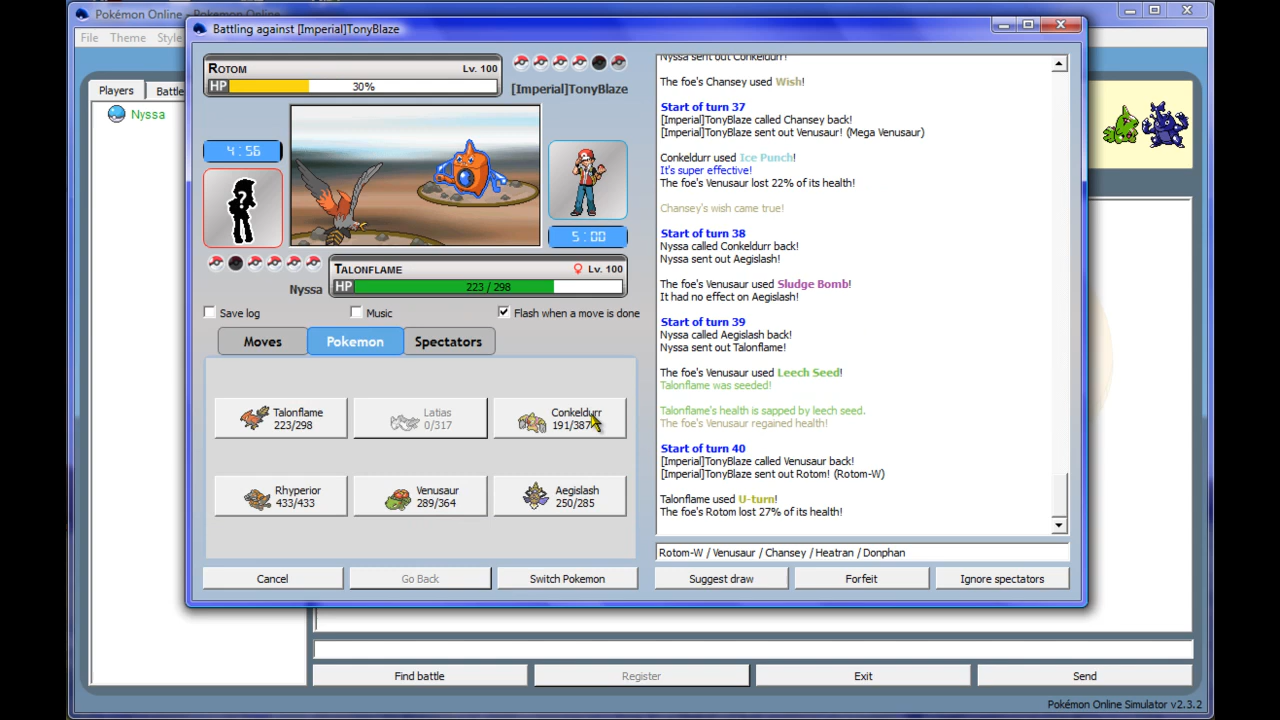 Pokémon Online
Battling against [Imperial]TonyBlaze
File Theme Style
Players Battle
Nyssa
ROTOM Lv. 100
HP 30%
[Imperial]TonyBlaze
4:56
5:00
TALONFLAME ♀ Lv. 100
HP 223 / 298
Nyssa
Save log Music Flash when a move is done
Moves Pokemon Spectators
Talonflame
223/298
Latias
0/317
Conkeldurr
191/387
Rhyperior
433/433
Venusaur
289/364
Aegislash
250/285
Cancel Go Back Switch Pokemon
Nyssa sent out Conkeldurr!
The foe's Chansey used Wish!
Start of turn 37
[Imperial]TonyBlaze called Chansey back!
[Imperial]TonyBlaze sent out Venusaur! (Mega Venusaur)
Conkeldurr used Ice Punch!
It's super effective!
The foe's Venusaur lost 22% of its health!
Chansey's wish came true!
Start of turn 38
Nyssa called Conkeldurr back!
Nyssa sent out Aegislash!
The foe's Venusaur used Sludge Bomb!
It had no effect on Aegislash!
Start of turn 39
Nyssa called Aegislash back!
Nyssa sent out Talonflame!
The foe's Venusaur used Leech Seed!
Talonflame was seeded!
Talonflame's health is sapped by leech seed.
The foe's Venusaur regained health!
Start of turn 40
[Imperial]TonyBlaze called Venusaur back!
[Imperial]TonyBlaze sent out Rotom! (Rotom-W)
Talonflame used U-turn!
The foe's Rotom lost 27% of its health!
Rotom-W / Venusaur / Chansey / Heatran / Donphan
Suggest draw Forfeit Ignore spectators
Find battle Register Exit Send
Pokémon Online Simulator v2.3.2